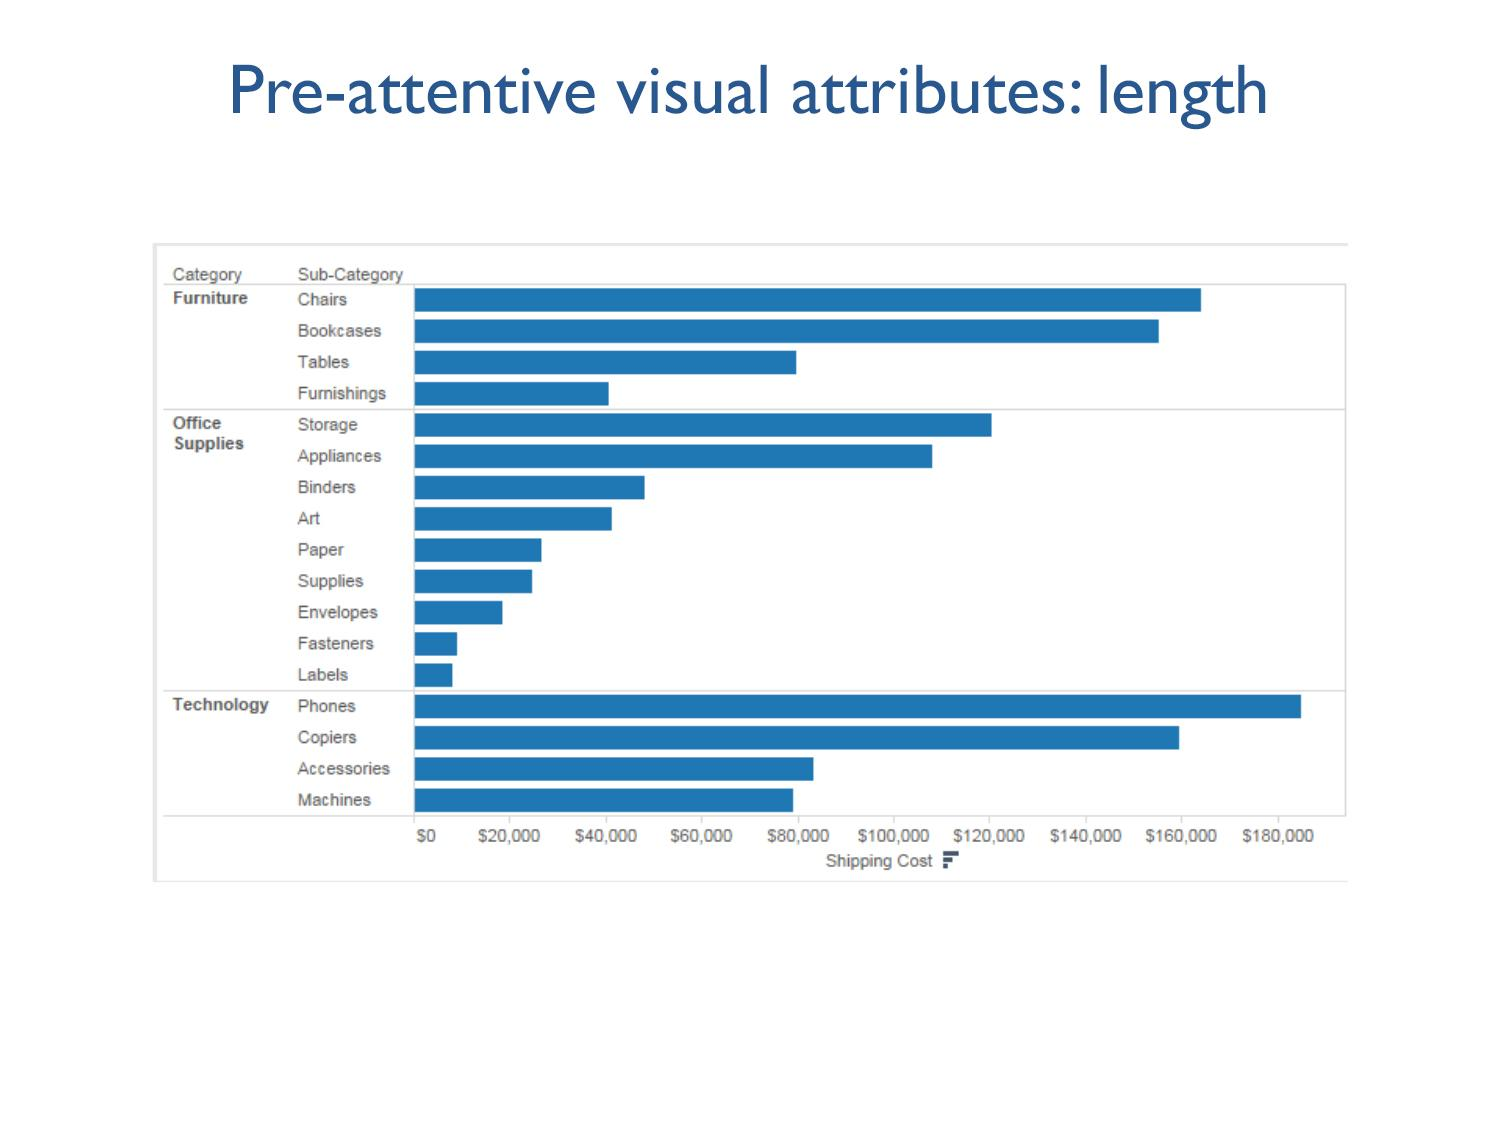 Pre-attentive visual attributes: length
Category Sub-Category
Furniture Chairs
Bookcases
Tables
Furnishings
Office Supplies Storage
Appliances
Binders
Art
Paper
Supplies
Envelopes
Fasteners
Labels
Technology Phones
Copiers
Accessories
Machines
$0 $20,000 $40,000 $60,000 $80,000 $100,000 $120,000 $140,000 $160,000 $180,000
Shipping Cost